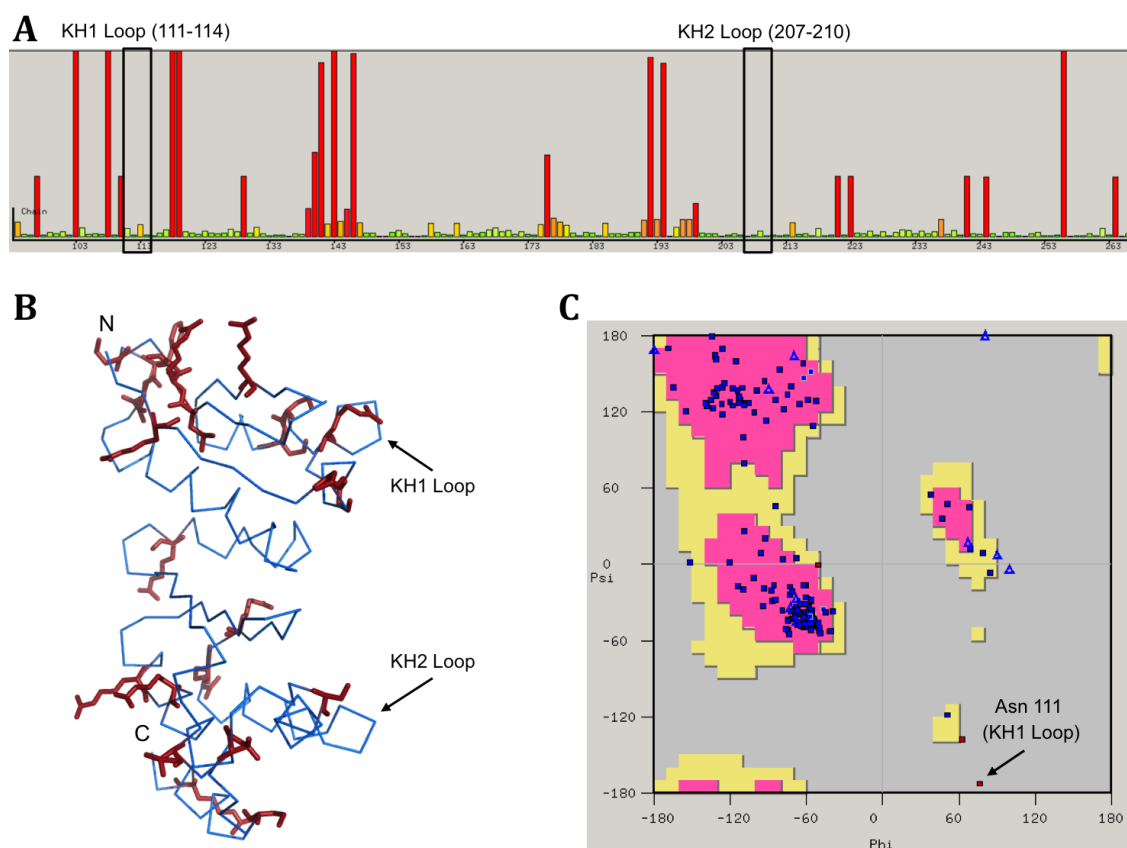 A
KH1 Loop (111-114)
KH2 Loop (207-210)
Chain
103 113 123 133 143 153 163 173 183 193 203 213 223 233 243 253 263
B
N
KH1 Loop
KH2 Loop
C
C
180
120
60
0
Psi
-60
-120
-180
Asn 111
(KH1 Loop)
-180 -120 -60 0 60 120 180
Phi